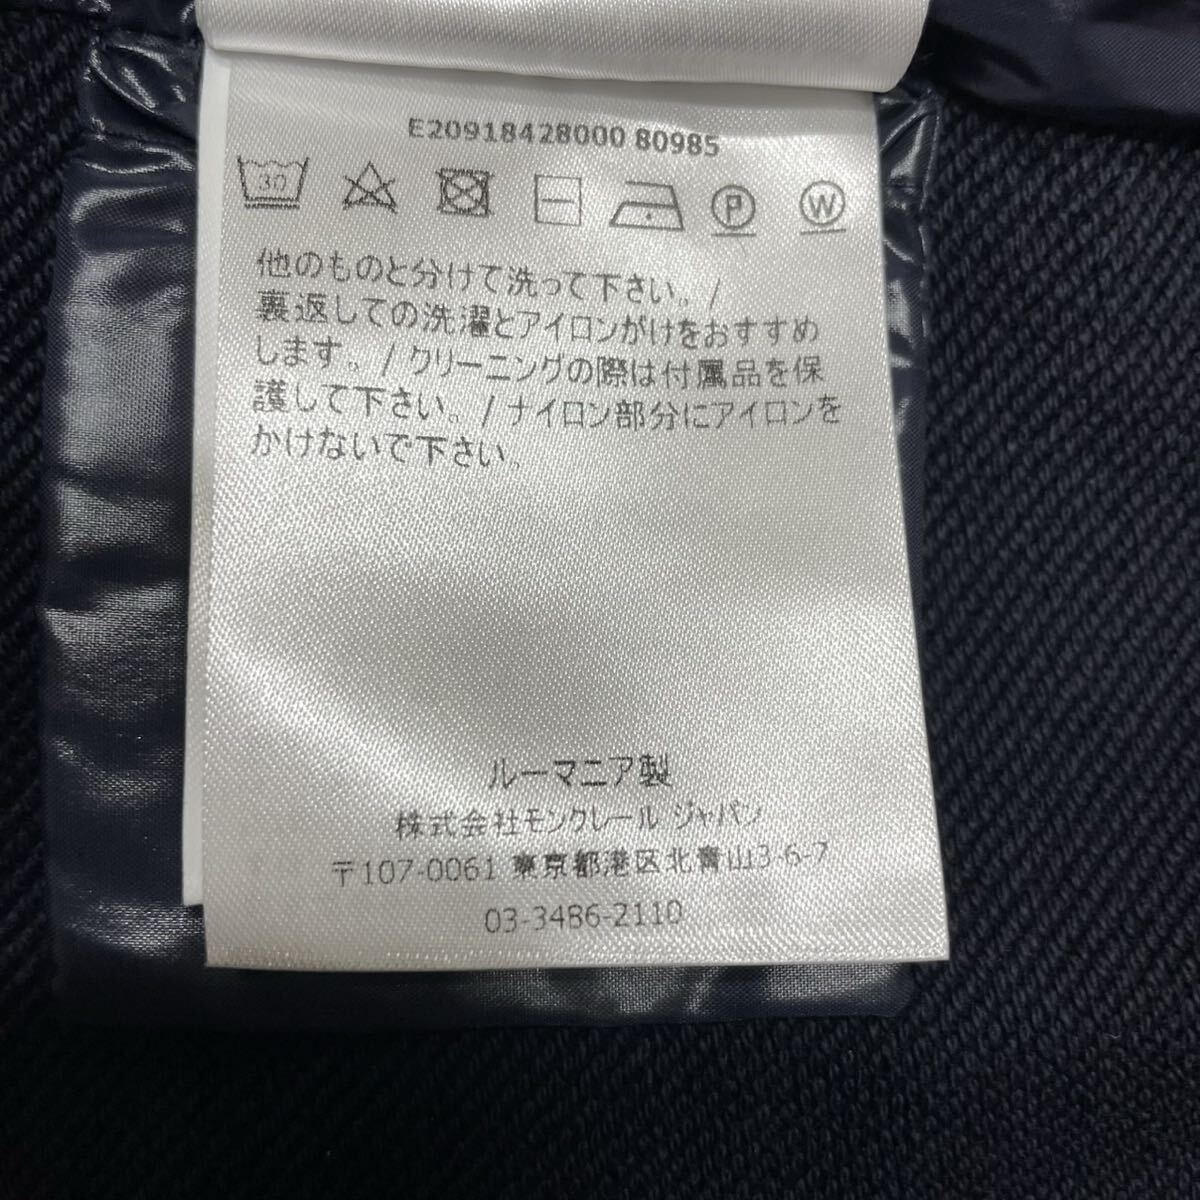 E20918428000 80985
30 P W
他のものと分けて洗って下さい。/
裏返しての洗濯とアイロンがけをおすすめ
します。/ クリーニングの際は付属品を保
護して下さい。/ ナイロン部分にアイロンを
かけないで下さい。
ルーマニア製
株式会社モンクレール ジャパン
〒107-0061 東京都港区北青山3-6-7
03-3486-2110